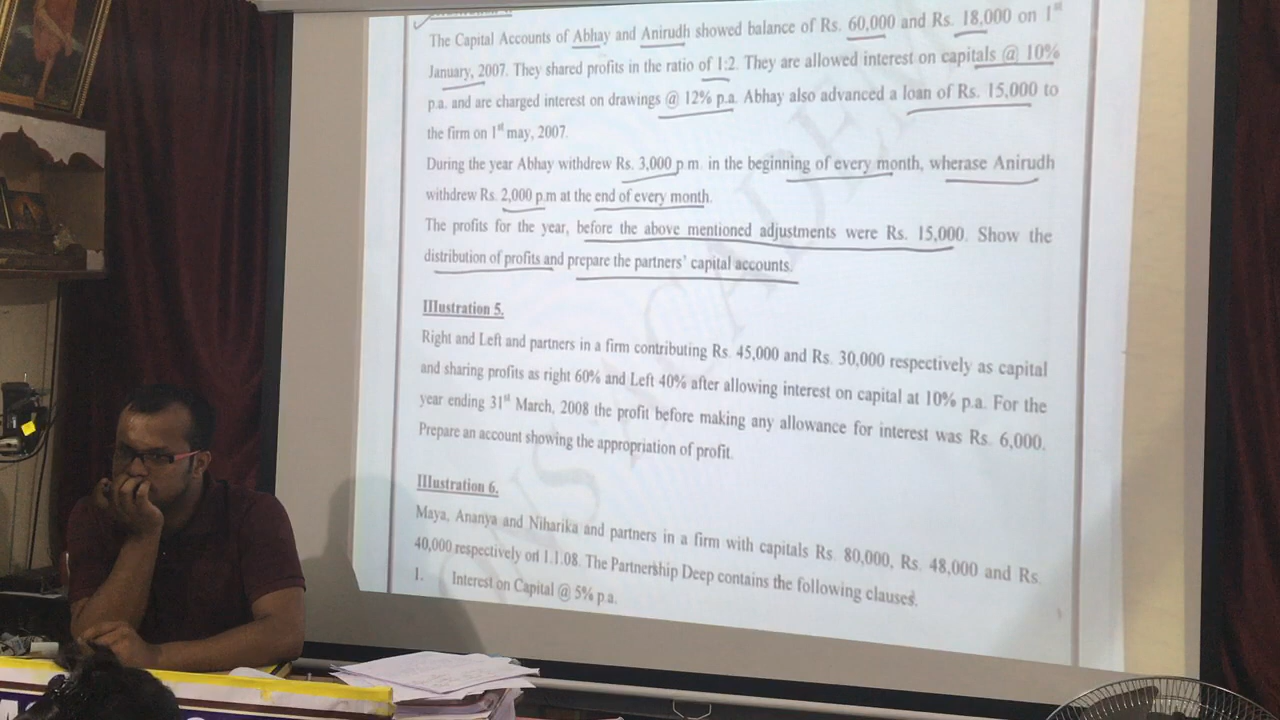 The Capital Accounts of Abhay and Anirudh showed balance of Rs. 60,000 and Rs. 18,000 on 1st
January, 2007. They shared profits in the ratio of 1:2. They are allowed interest on capitals @ 10%
p.a. and are charged interest on drawings @ 12% p.a. Abhay also advanced a loan of Rs. 15,000 to
the firm on 1st may, 2007.
During the year Abhay withdrew Rs. 3,000 p.m. in the beginning of every month, wherase Anirudh
withdrew Rs. 2,000 p.m at the end of every month.
The profits for the year, before the above mentioned adjustments were Rs. 15,000. Show the
distribution of profits and prepare the partners' capital accounts.
Illustration 5.
Right and Left and partners in a firm contributing Rs. 45,000 and Rs. 30,000 respectively as capital
and sharing profits as right 60% and Left 40% after allowing interest on capital at 10% p.a. For the
year ending 31st March, 2008 the profit before making any allowance for interest was Rs. 6,000.
Prepare an account showing the appropriation of profit.
Illustration 6.
Maya, Ananya and Niharika and partners in a firm with capitals Rs. 80,000, Rs. 48,000 and Rs.
40,000 respectively on 1.1.08. The Partnership Deep contains the following clauses.
1. Interest on Capital @ 5% p.a.